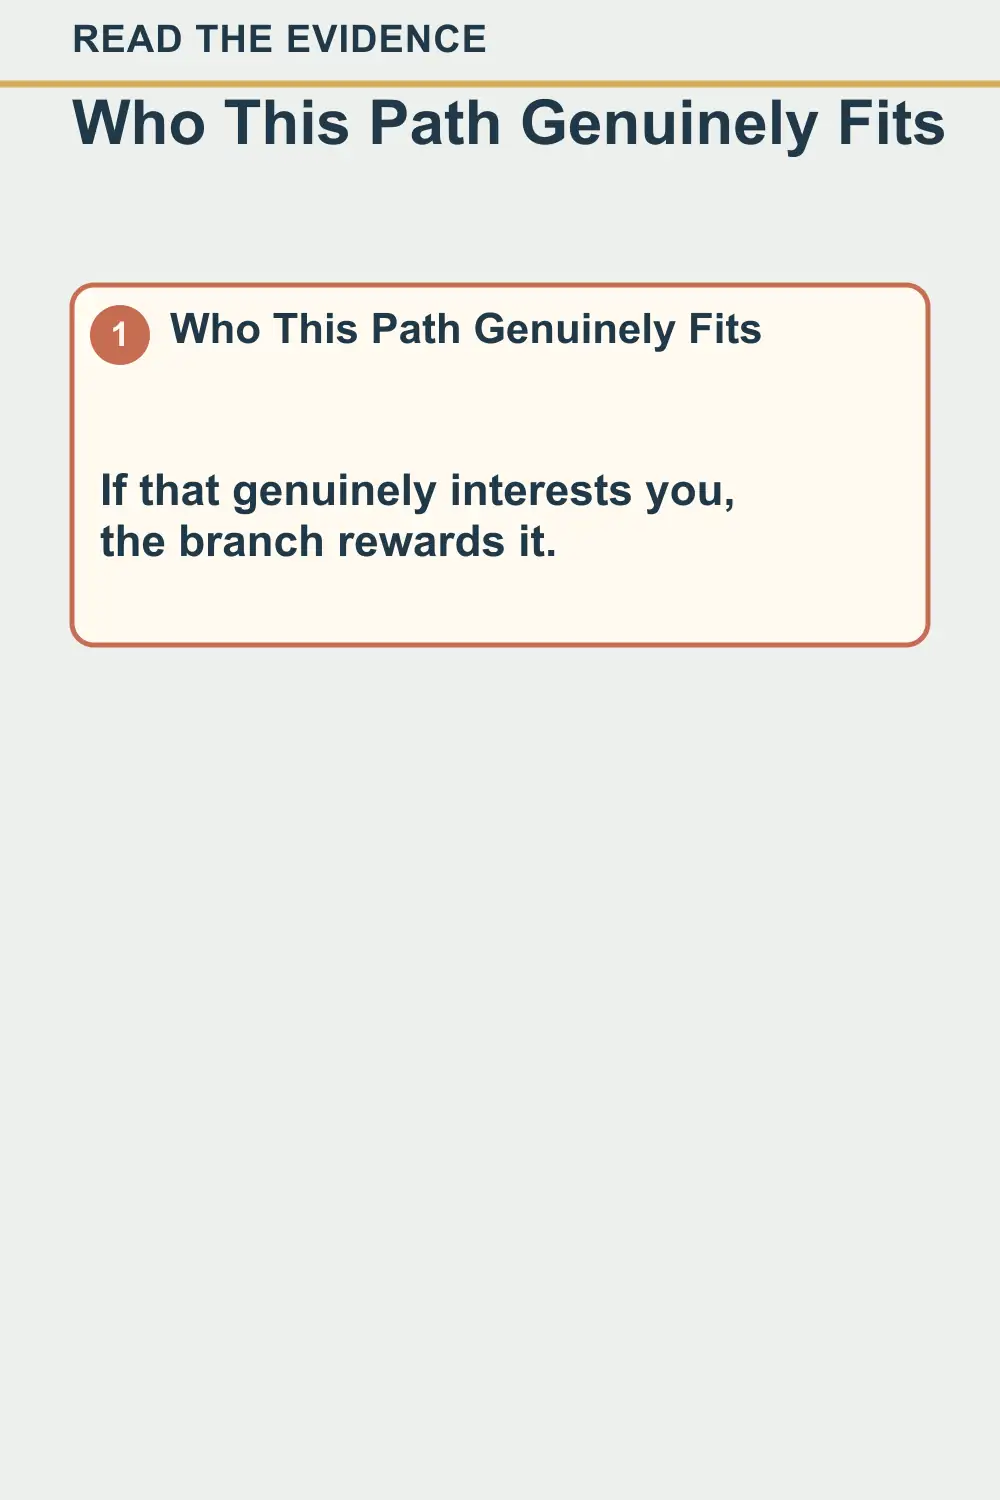 READ THE EVIDENCE
Who This Path Genuinely Fits
1 Who This Path Genuinely Fits
If that genuinely interests you,
the branch rewards it.